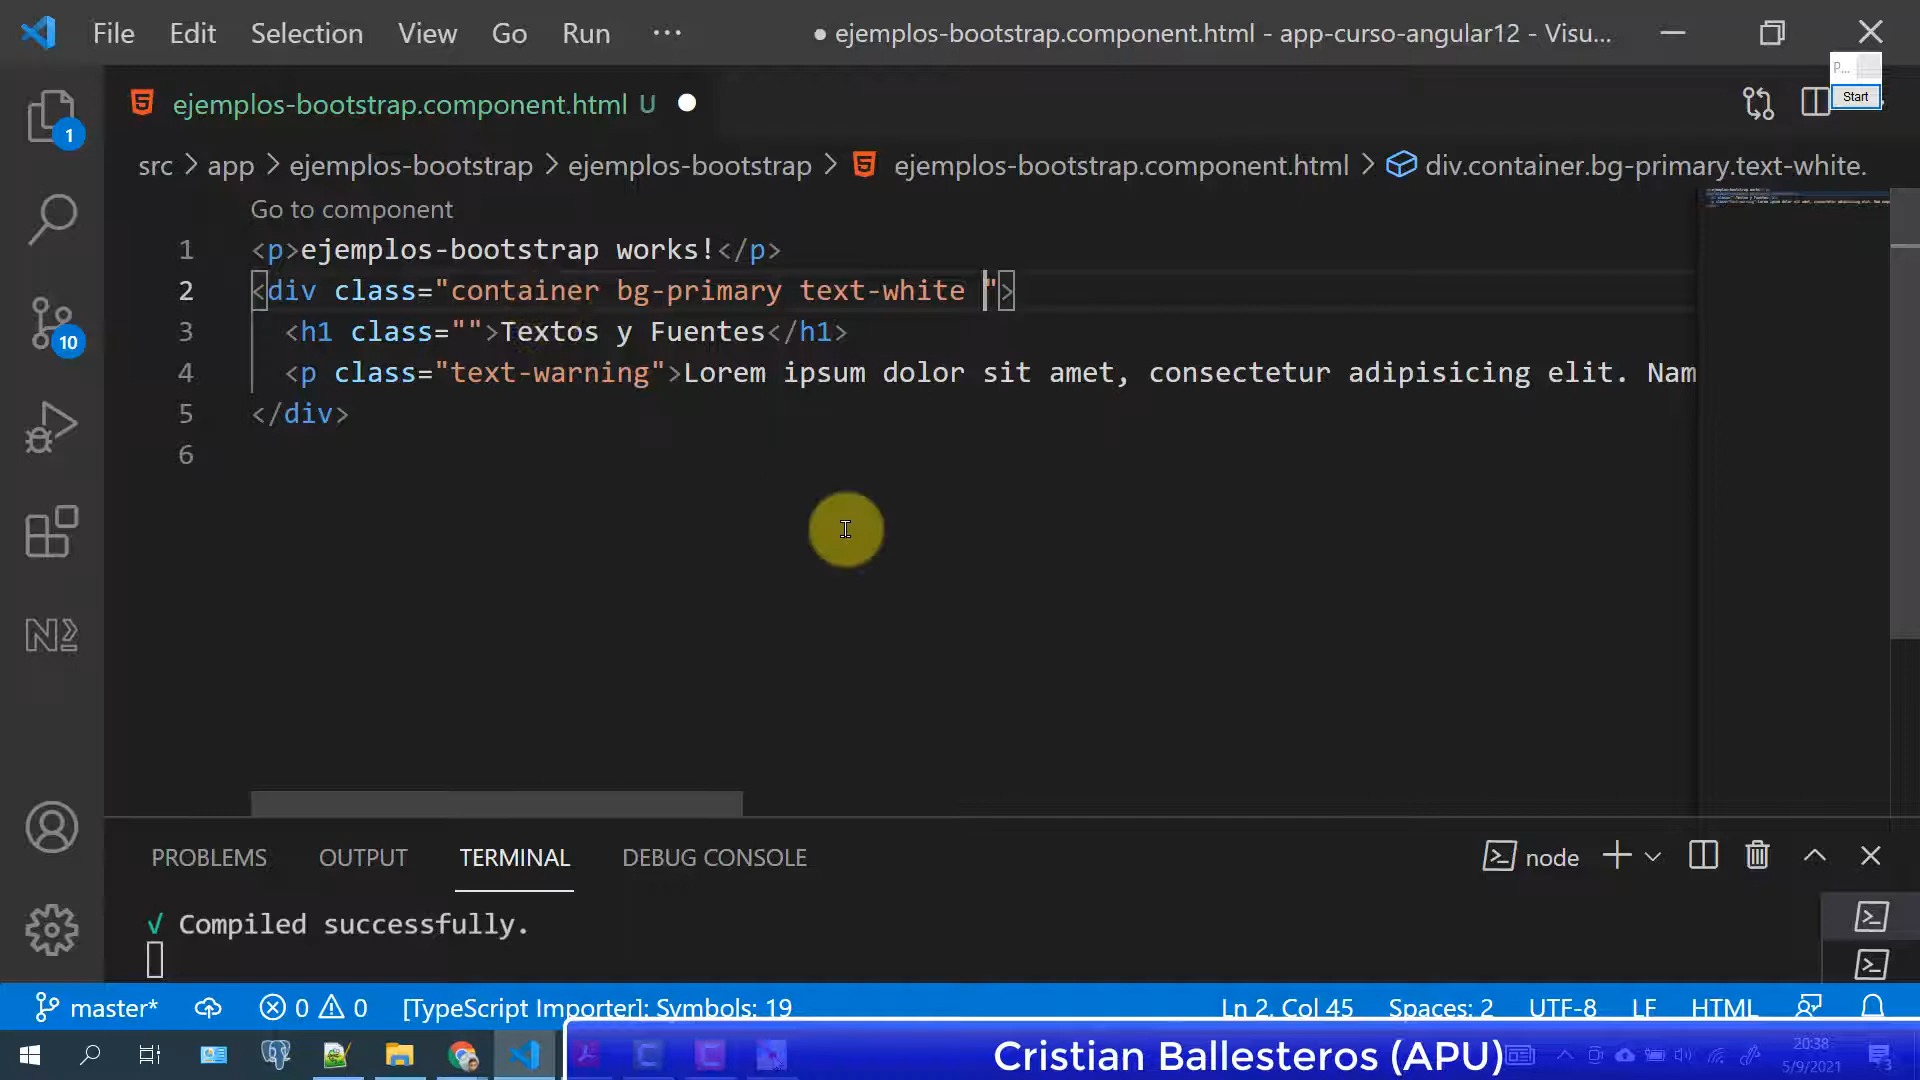 File Edit Selection View Go Run ··· ● ejemplos-bootstrap.component.html - app-curso-angular12 - Visu...
P...
Start
ejemplos-bootstrap.component.html U
src > app > ejemplos-bootstrap > ejemplos-bootstrap > ejemplos-bootstrap.component.html > div.container.bg-primary.text-white.
Go to component
1 <p>ejemplos-bootstrap works!</p>
2 <div class="container bg-primary text-white ">
3 <h1 class="">Textos y Fuentes</h1>
4 <p class="text-warning">Lorem ipsum dolor sit amet, consectetur adipisicing elit. Nam
5 </div>
6
1
10
PROBLEMS OUTPUT TERMINAL DEBUG CONSOLE node
√ Compiled successfully.
master* 0 0 [TypeScript Importer]: Symbols: 19 Ln 2, Col 45 Spaces: 2 UTF-8 LF HTML
Cristian Ballesteros (APU)
20:38
5/9/2021
3